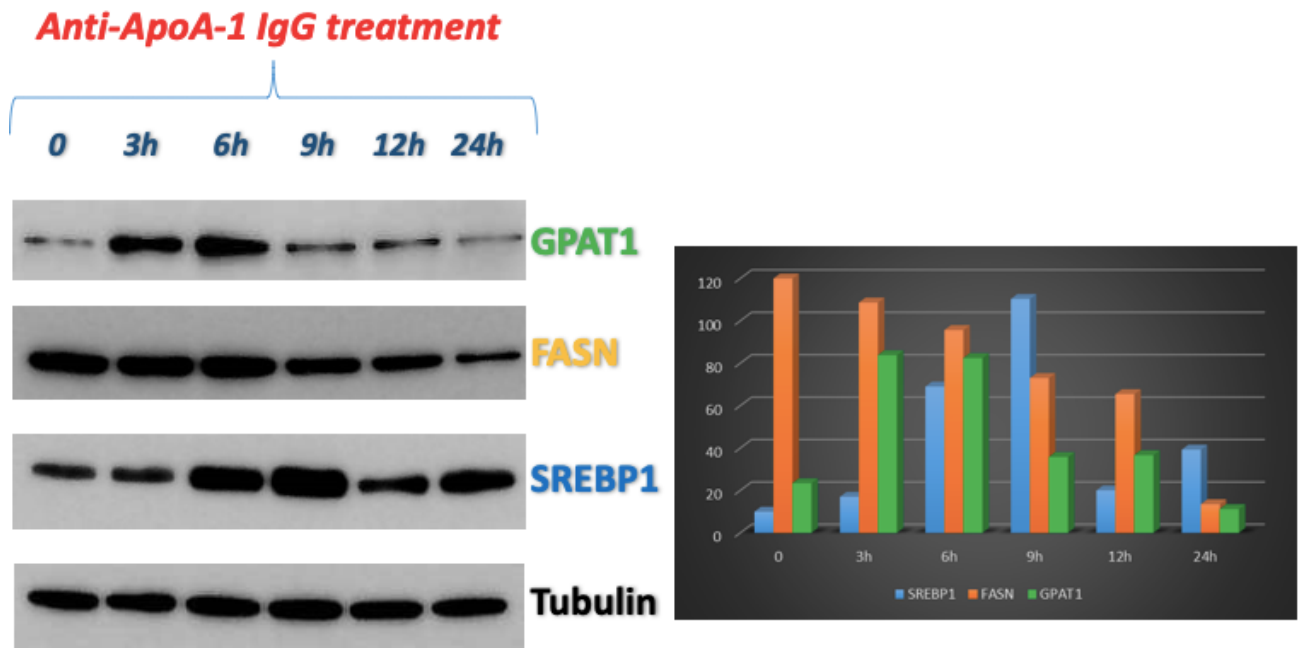 Anti-ApoA-1 IgG treatment
0 3h 6h 9h 12h 24h
GPAT1
FASN
SREBP1
Tubulin
120
100
80
60
40
20
0
0 3h 6h 9h 12h 24h
SREBP1 FASN GPAT1